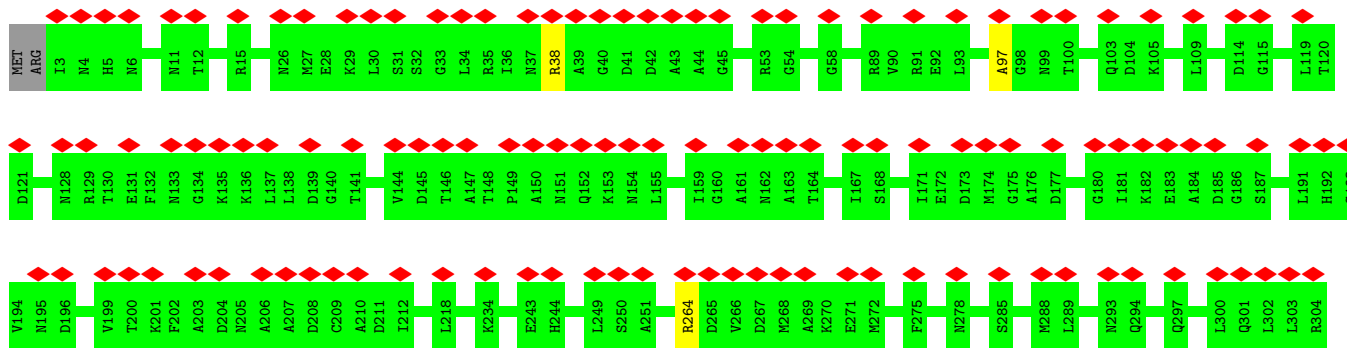 MET ARG I3 N4 H5 N6 N11 T12 R15 N26 M27 E28 K29 L30 S31 S32 G33 L34 R35 I36 N37 R38 A39 G40 D41 D42 A43 A44 G45 R53 G54 G58 R89 V90 R91 E92 L93 A97 G98 N99 T100 Q103 D104 K105 L109 D114 G115 L119 T120
D121 N128 R129 T130 E131 F132 N133 G134 K135 K136 L137 L138 D139 G140 T141 V144 D145 T146 A147 T148 P149 A150 N151 Q152 K153 N154 L155 I159 G160 A161 N162 A163 T164 I167 S168 I171 E172 D173 M174 G175 A176 D177 G180 I181 K182 E183 A184 D185 G186 S187 L191 H192
V194 N195 D196 V199 T200 K201 F202 A203 D204 N205 A206 A207 D208 C209 A210 D211 I212 L218 K234 E243 H244 L249 S250 A251 R264 D265 V266 D267 M268 A269 K270 E271 M272 F275 N278 S285 M288 L289 N293 Q294 Q297 L300 Q301 L302 L303 R304